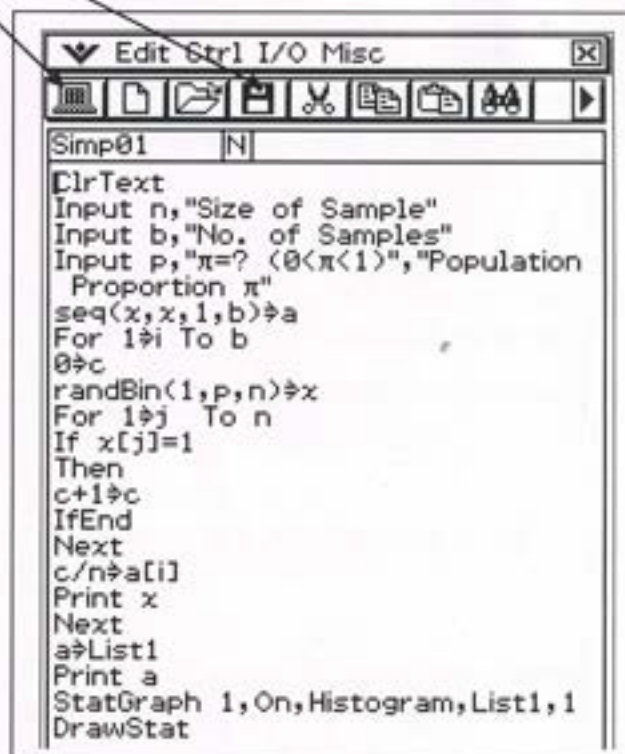 Edit Ctrl I/O Misc
Simp01 N
ClrText
Input n,"Size of Sample"
Input b,"No. of Samples"
Input p,"π=? (0<π<1)","Population
Proportion π"
seq(x,x,1,b)⇒a
For 1⇒i To b
0⇒c
randBin(1,p,n)⇒x
For 1⇒j To n
If x[j]=1
Then
c+1⇒c
IfEnd
Next
c/n⇒a[i]
Print x
Next
a⇒List1
Print a
StatGraph 1,On,Histogram,List1,1
DrawStat